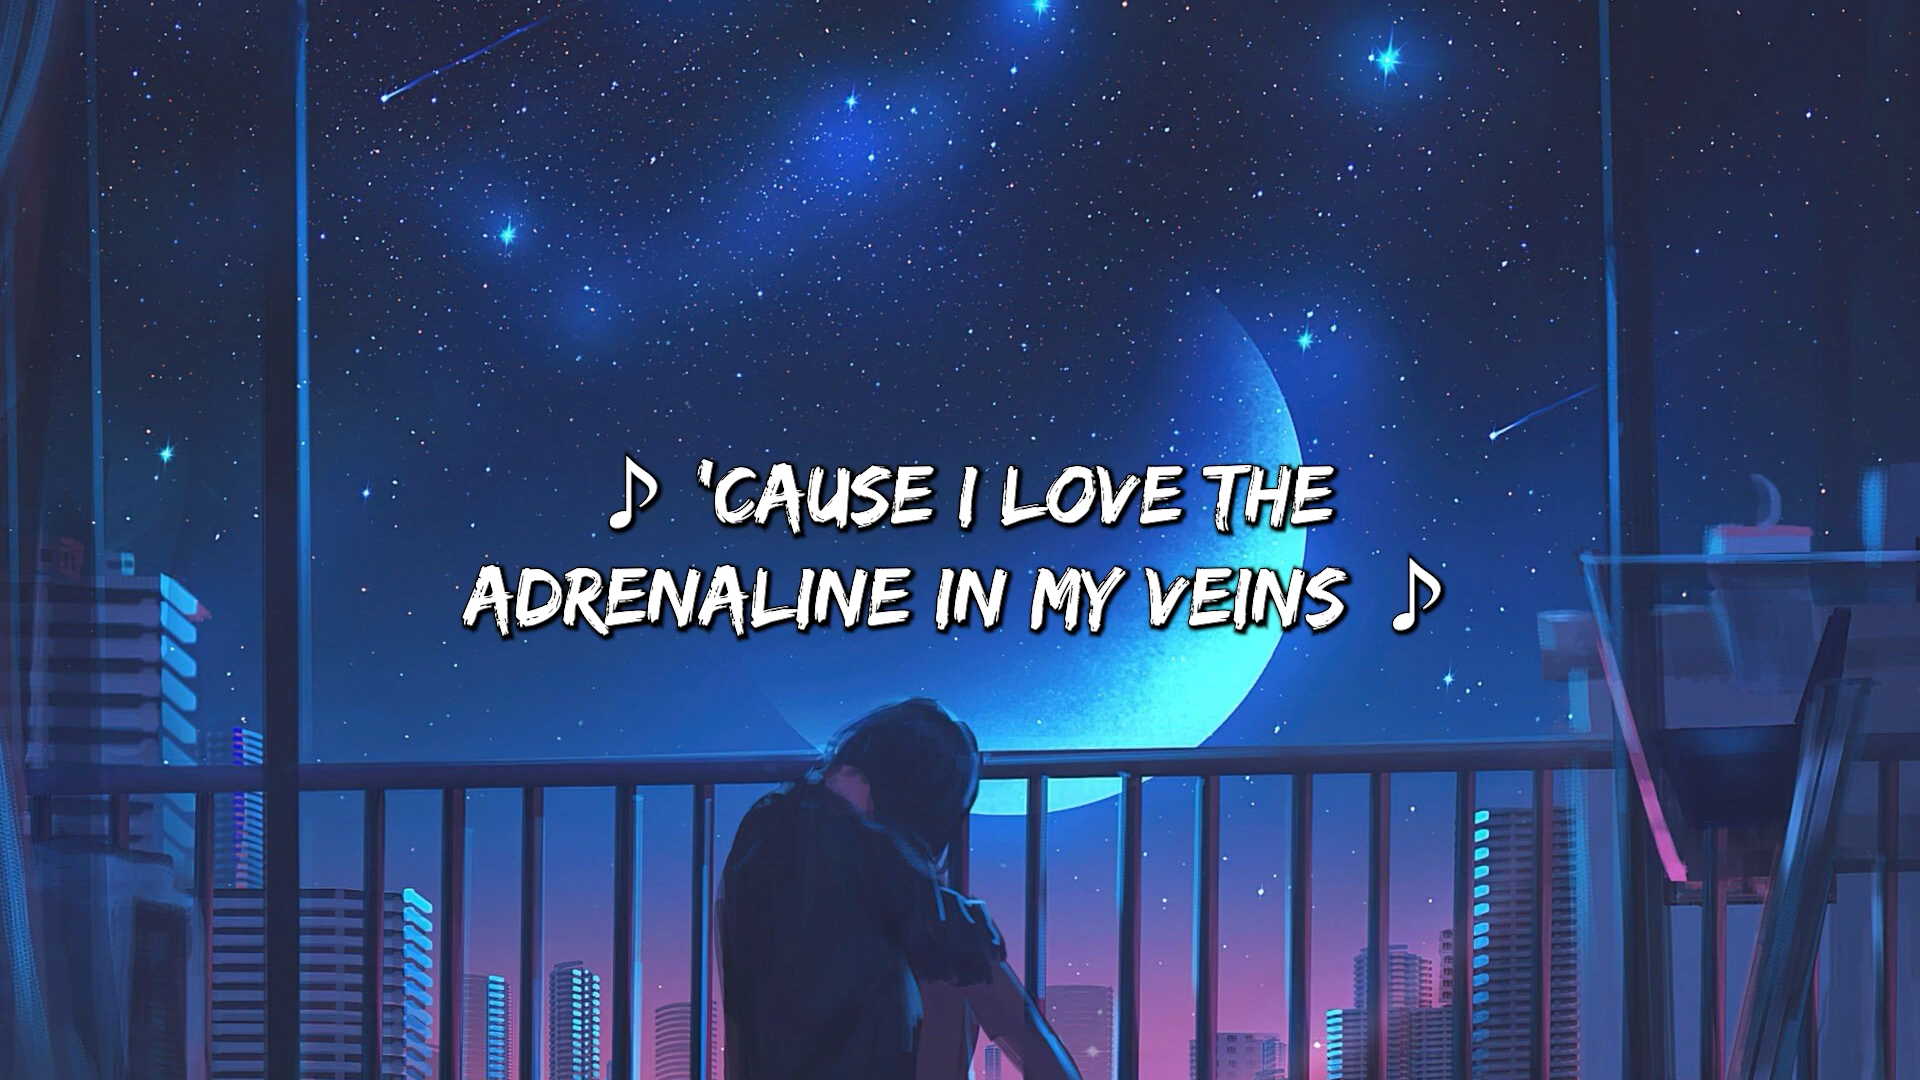 ♪ 'CAUSE I LOVE THE
ADRENALINE IN MY VEINS ♪